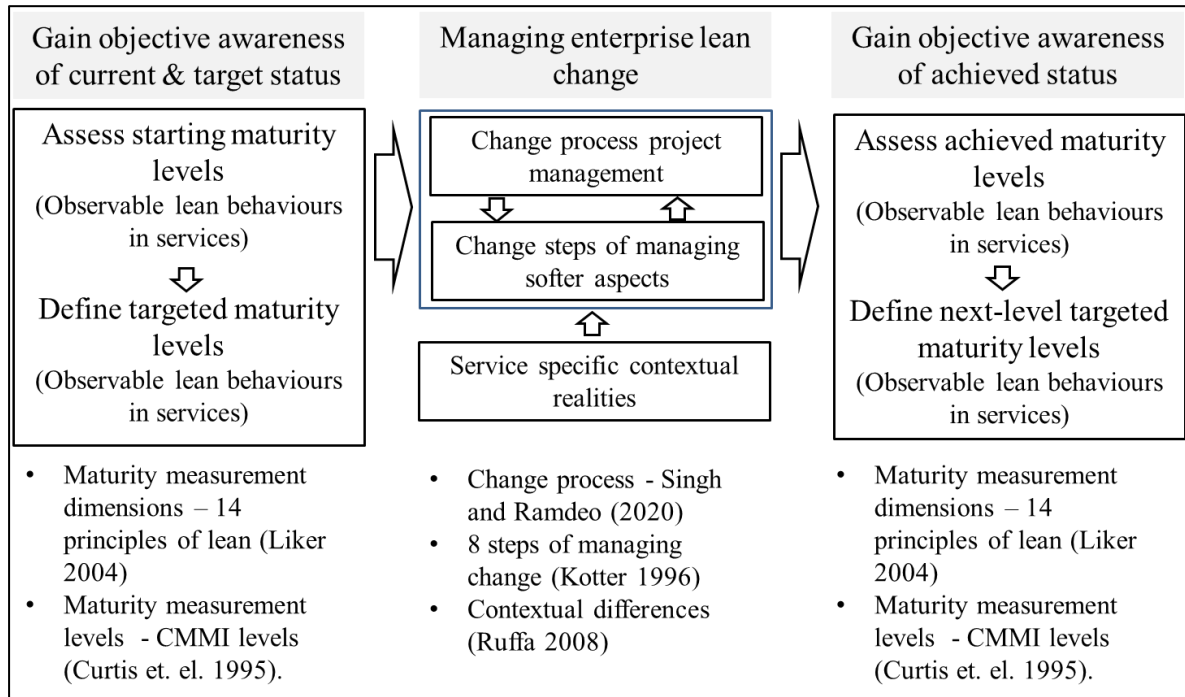 Gain objective awareness
of current & target status
Assess starting maturity
levels
(Observable lean behaviours
in services)
Define targeted maturity
levels
(Observable lean behaviours
in services)
• Maturity measurement
dimensions – 14
principles of lean (Liker
2004)
• Maturity measurement
levels - CMMI levels
(Curtis et. el. 1995).
Managing enterprise lean
change
Change process project
management
Change steps of managing
softer aspects
Service specific contextual
realities
• Change process - Singh
and Ramdeo (2020)
• 8 steps of managing
change (Kotter 1996)
• Contextual differences
(Ruffa 2008)
Gain objective awareness
of achieved status
Assess achieved maturity
levels
(Observable lean behaviours
in services)
Define next-level targeted
maturity levels
(Observable lean behaviours
in services)
• Maturity measurement
dimensions – 14
principles of lean (Liker
2004)
• Maturity measurement
levels - CMMI levels
(Curtis et. el. 1995).